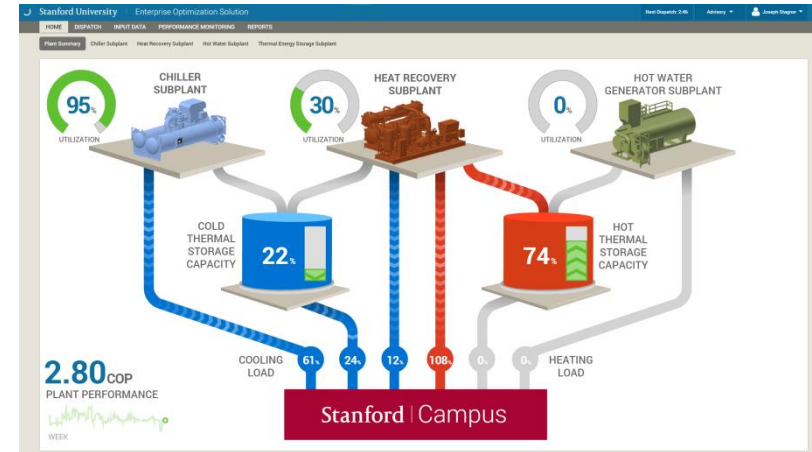 Stanford University Enterprise Optimization Solution
Next Dispatch: 2:45 Advisory Joseph Stagner
HOME DISPATCH INPUT DATA PERFORMANCE MONITORING REPORTS
Plant Summary Chiller Subplant Heat Recovery Subplant Hot Water Subplant Thermal Energy Storage Subplant
95%
UTILIZATION
CHILLER
SUBPLANT
30%
UTILIZATION
HEAT RECOVERY
SUBPLANT
0%
UTILIZATION
HOT WATER
GENERATOR SUBPLANT
COLD
THERMAL
STORAGE
CAPACITY
22%
74%
HOT
THERMAL
STORAGE
CAPACITY
COOLING
LOAD
61% 24% 12% 108% 0% 0%
HEATING
LOAD
2.80 COP
PLANT PERFORMANCE
WEEK
Stanford | Campus